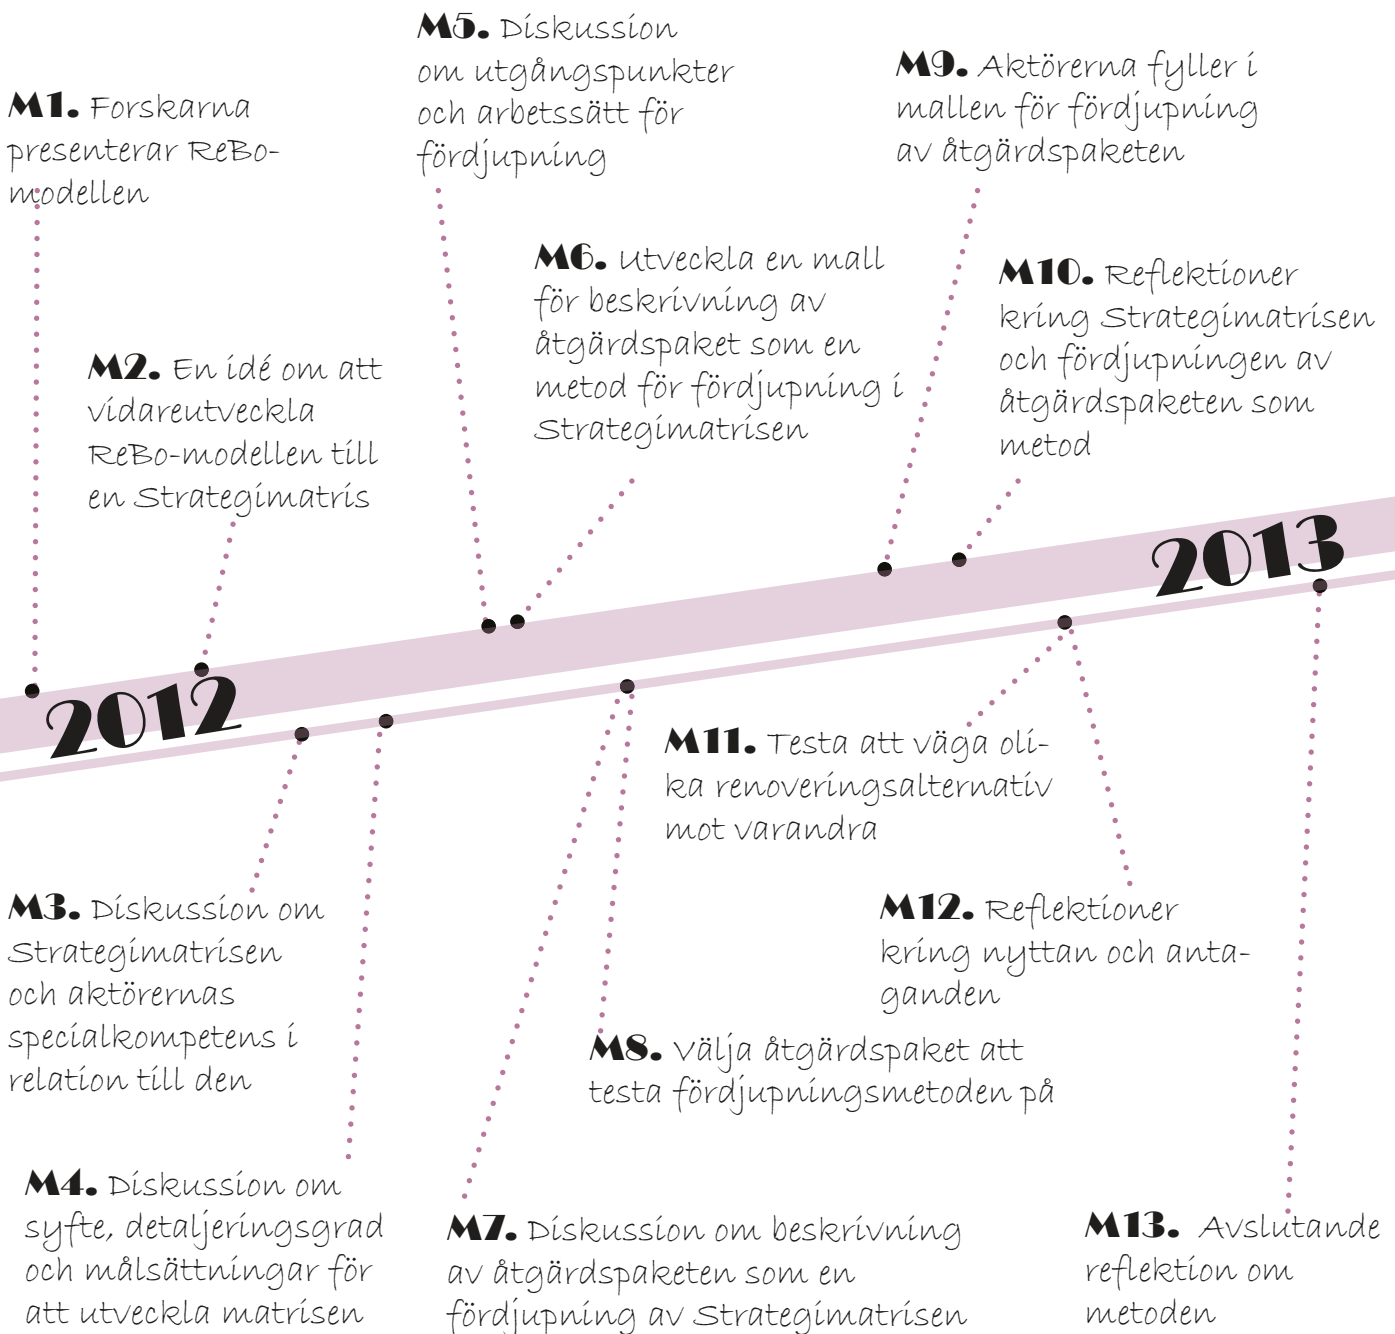 M1. Forskarna
presenterar ReBo-
modellen
M2. En idé om att
vidareutveckla
ReBo-modellen till
en Strategimatris
M5. Diskussion
om utgångspunkter
och arbetssätt för
fördjupning
M6. Utveckla en mall
för beskrivning av
åtgärdspaket som en
metod för fördjupning i
Strategimatrisen
M9. Aktörerna fyller i
mallen för fördjupning
av åtgärdspaketen
M10. Reflektioner
kring Strategimatrisen
och fördjupningen av
åtgärdspaketen som
metod
2012
2013
M3. Diskussion om
Strategimatrisen
och aktörernas
specialkompetens i
relation till den
M4. Diskussion om
syfte, detaljeringsgrad
och målsättningar för
att utveckla matrisen
M7. Diskussion om beskrivning
av åtgärdspaketen som en
fördjupning av Strategimatrisen
M8. Välja åtgärdspaket att
testa fördjupningsmetoden på
M11. Testa att väga oli-
ka renoveringsalternativ
mot varandra
M12. Reflektioner
kring nyttan och anta-
ganden
M13. Avslutande
reflektion om
metoden